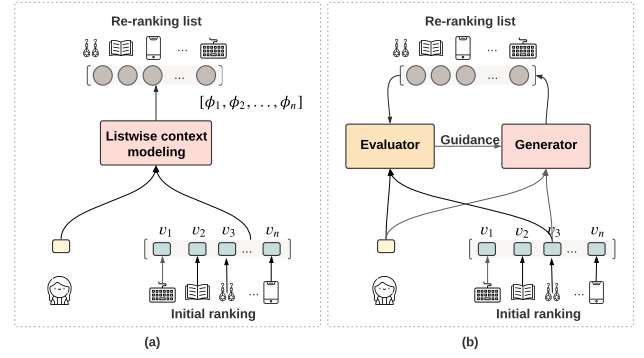 Re-ranking list
...
...
[ϕ1, ϕ2, . . . , ϕn]
Listwise context
modeling
v1 v2 v3 vn
...
...
Initial ranking
(a)
Re-ranking list
...
...
Evaluator
Guidance
Generator
v1 v2 v3 vn
...
...
Initial ranking
(b)